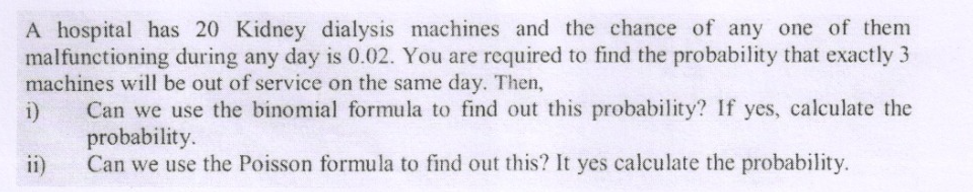 A hospital has 20 Kidney dialysis machines and the chance of any one of them
malfunctioning during any day is 0.02. You are required to find the probability that exactly 3
machines will be out of service on the same day. Then,
i) Can we use the binomial formula to find out this probability? If yes, calculate the
probability.
ii) Can we use the Poisson formula to find out this? It yes calculate the probability.